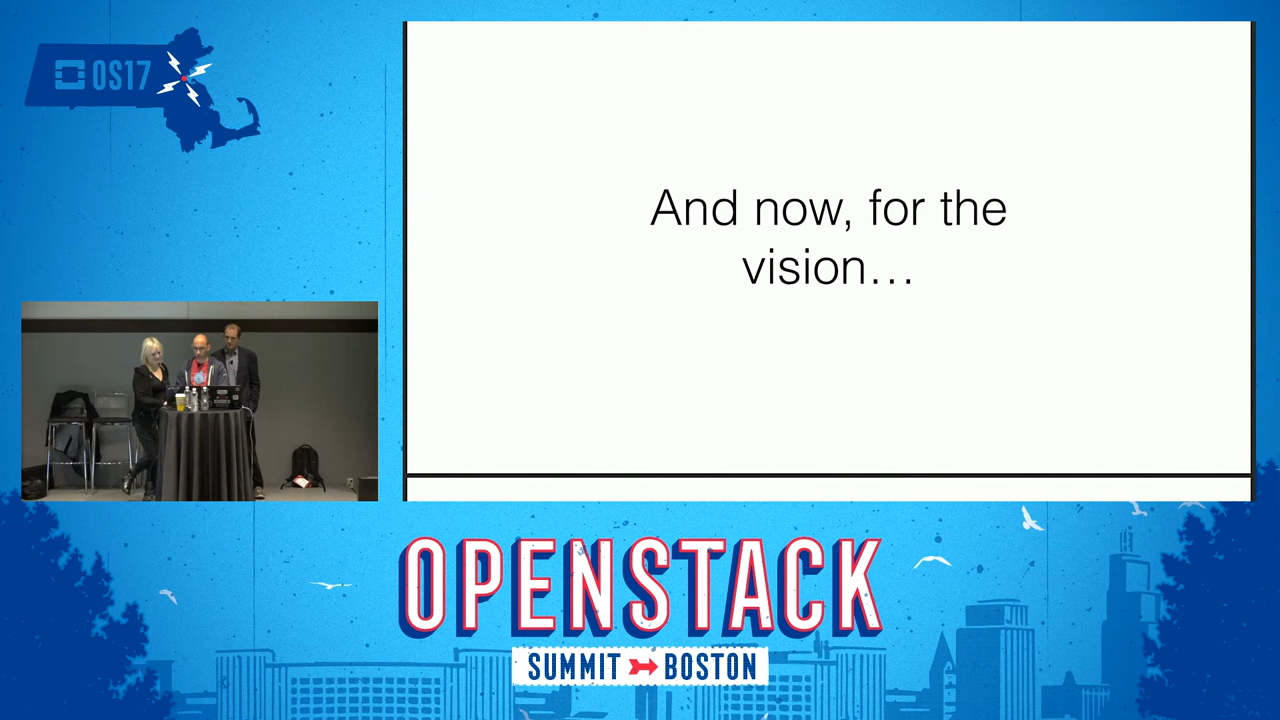 OS17
And now, for the
vision...
OPENSTACK
SUMMIT BOSTON